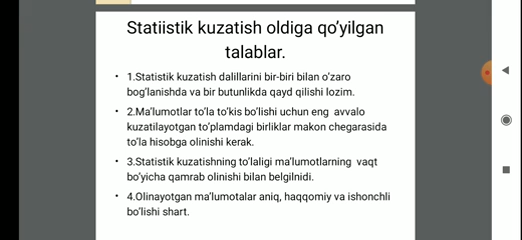 Statiistik kuzatish oldiga qo’yilgan
talablar.
• 1.Statistik kuzatish dalillarini bir-biri bilan o’zaro
bog’lanishda va bir butunlikda qayd qilishi lozim.
• 2.Ma’lumotlar to’la to’kis bo’lishi uchun eng avvalo
kuzatilayotgan to’plamdagi birliklar makon chegarasida
to’la hisobga olinishi kerak.
• 3.Statistik kuzatishning to’laligi ma’lumotlarning vaqt
bo’yicha qamrab olinishi bilan belgilnidi.
• 4.Olinayotgan ma’lumotalar aniq, haqqomiy va ishonchli
bo’lishi shart.